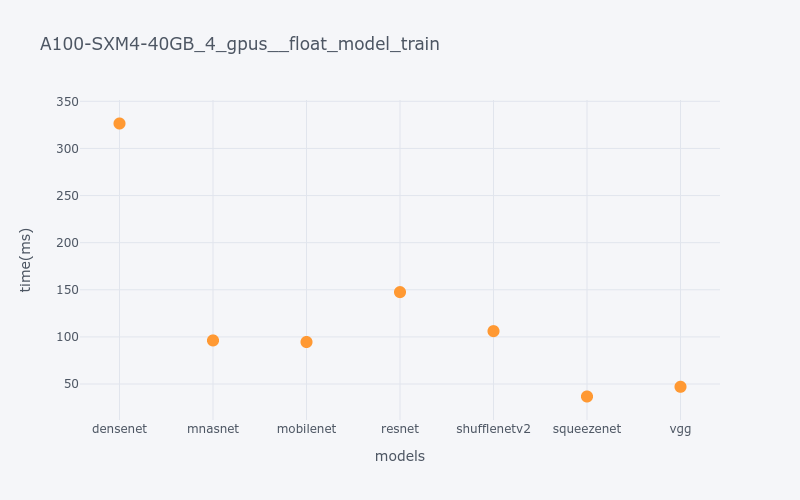 A100-SXM4-40GB_4_gpus__float_model_train
time(ms)
350
300
250
200
150
100
50
densenet mnasnet mobilenet resnet shufflenetv2 squeezenet vgg
models